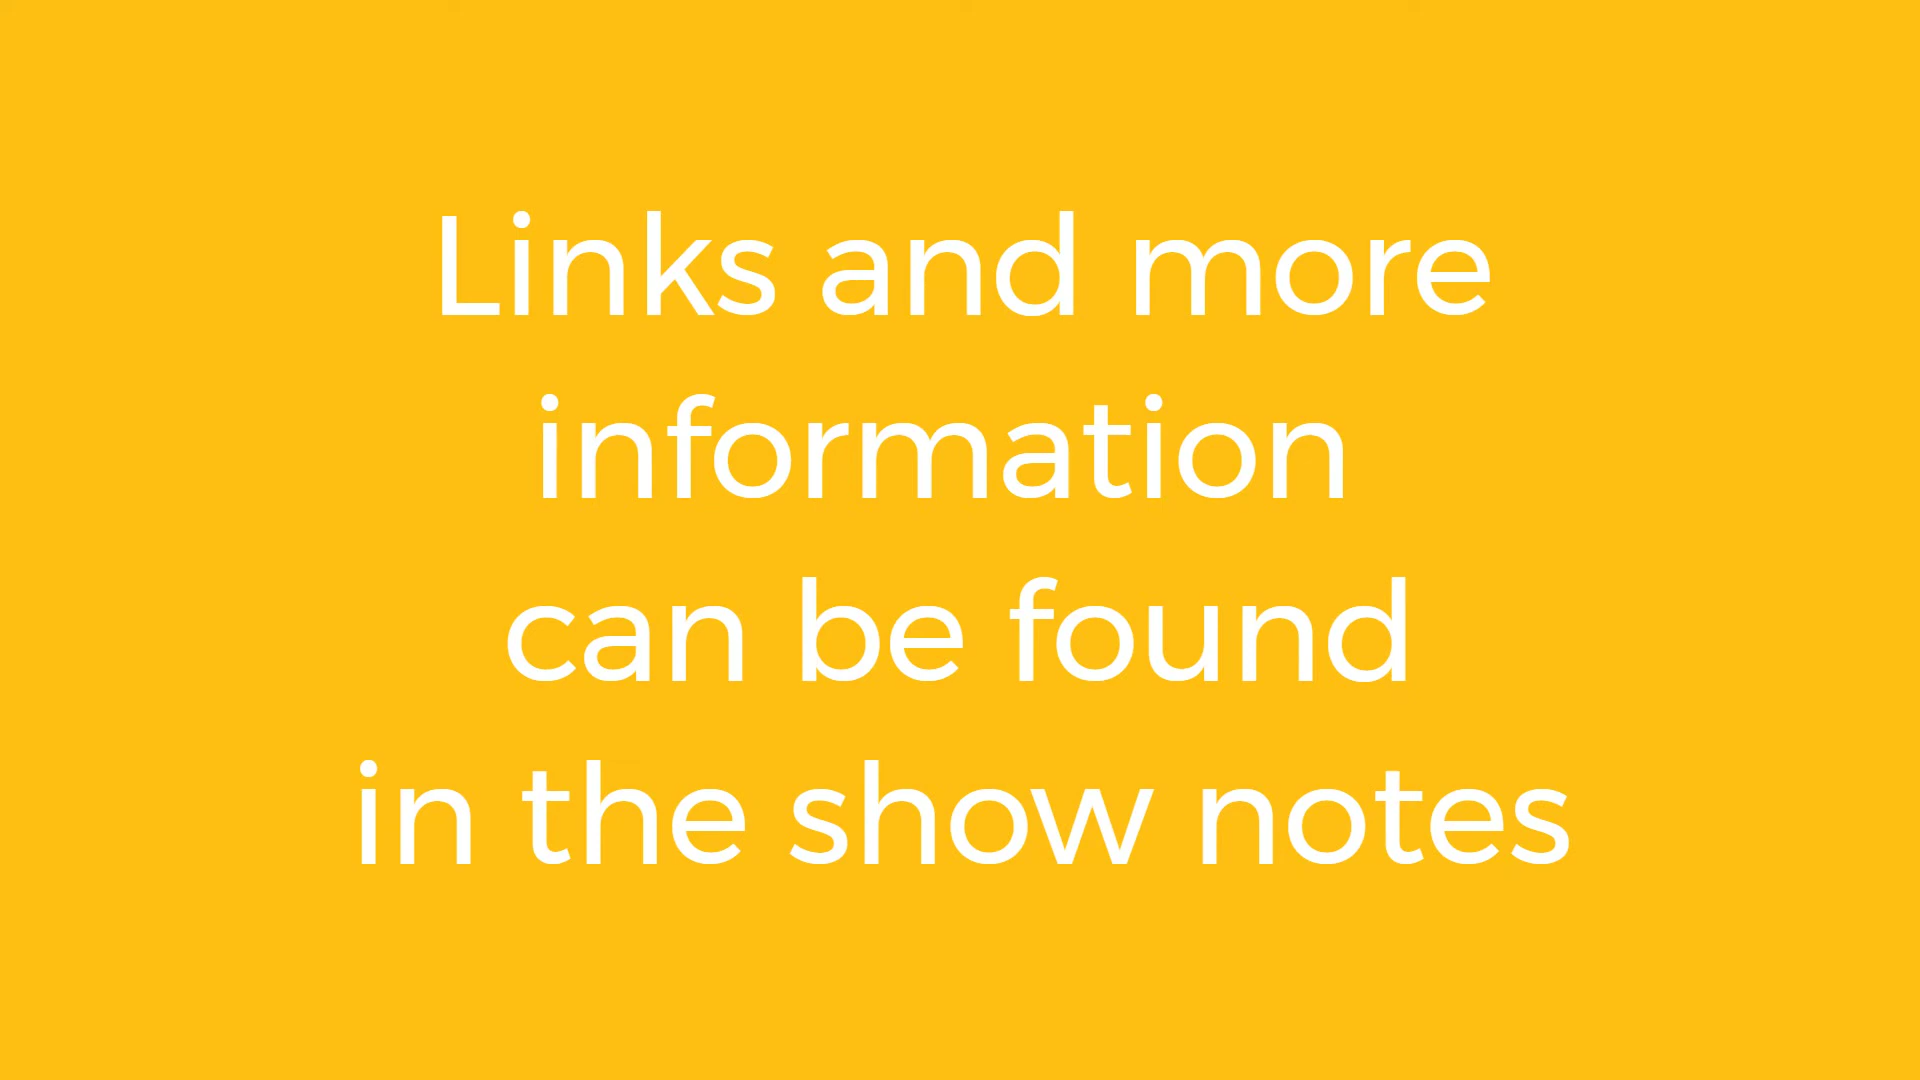 Links and more
information
can be found
in the show notes